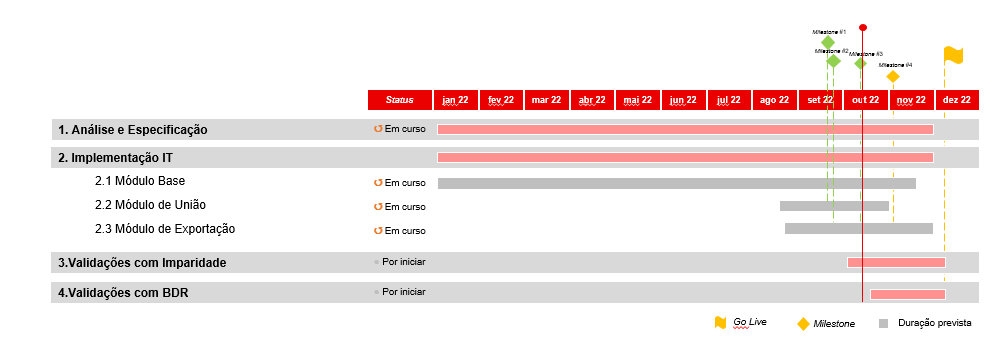 Milestone #1
Milestone #2
Milestone #3
Milestone #4
Status jan 22 fev 22 mar 22 abr 22 mai 22 jun 22 jul 22 ago 22 set 22 out 22 nov 22 dez 22
1. Análise e Especificação Em curso
2. Implementação IT
2.1 Módulo Base Em curso
2.2 Módulo de União Em curso
2.3 Módulo de Exportação Em curso
3.Validações com Imparidade Por iniciar
4.Validações com BDR Por iniciar
Go Live Milestone Duração prevista